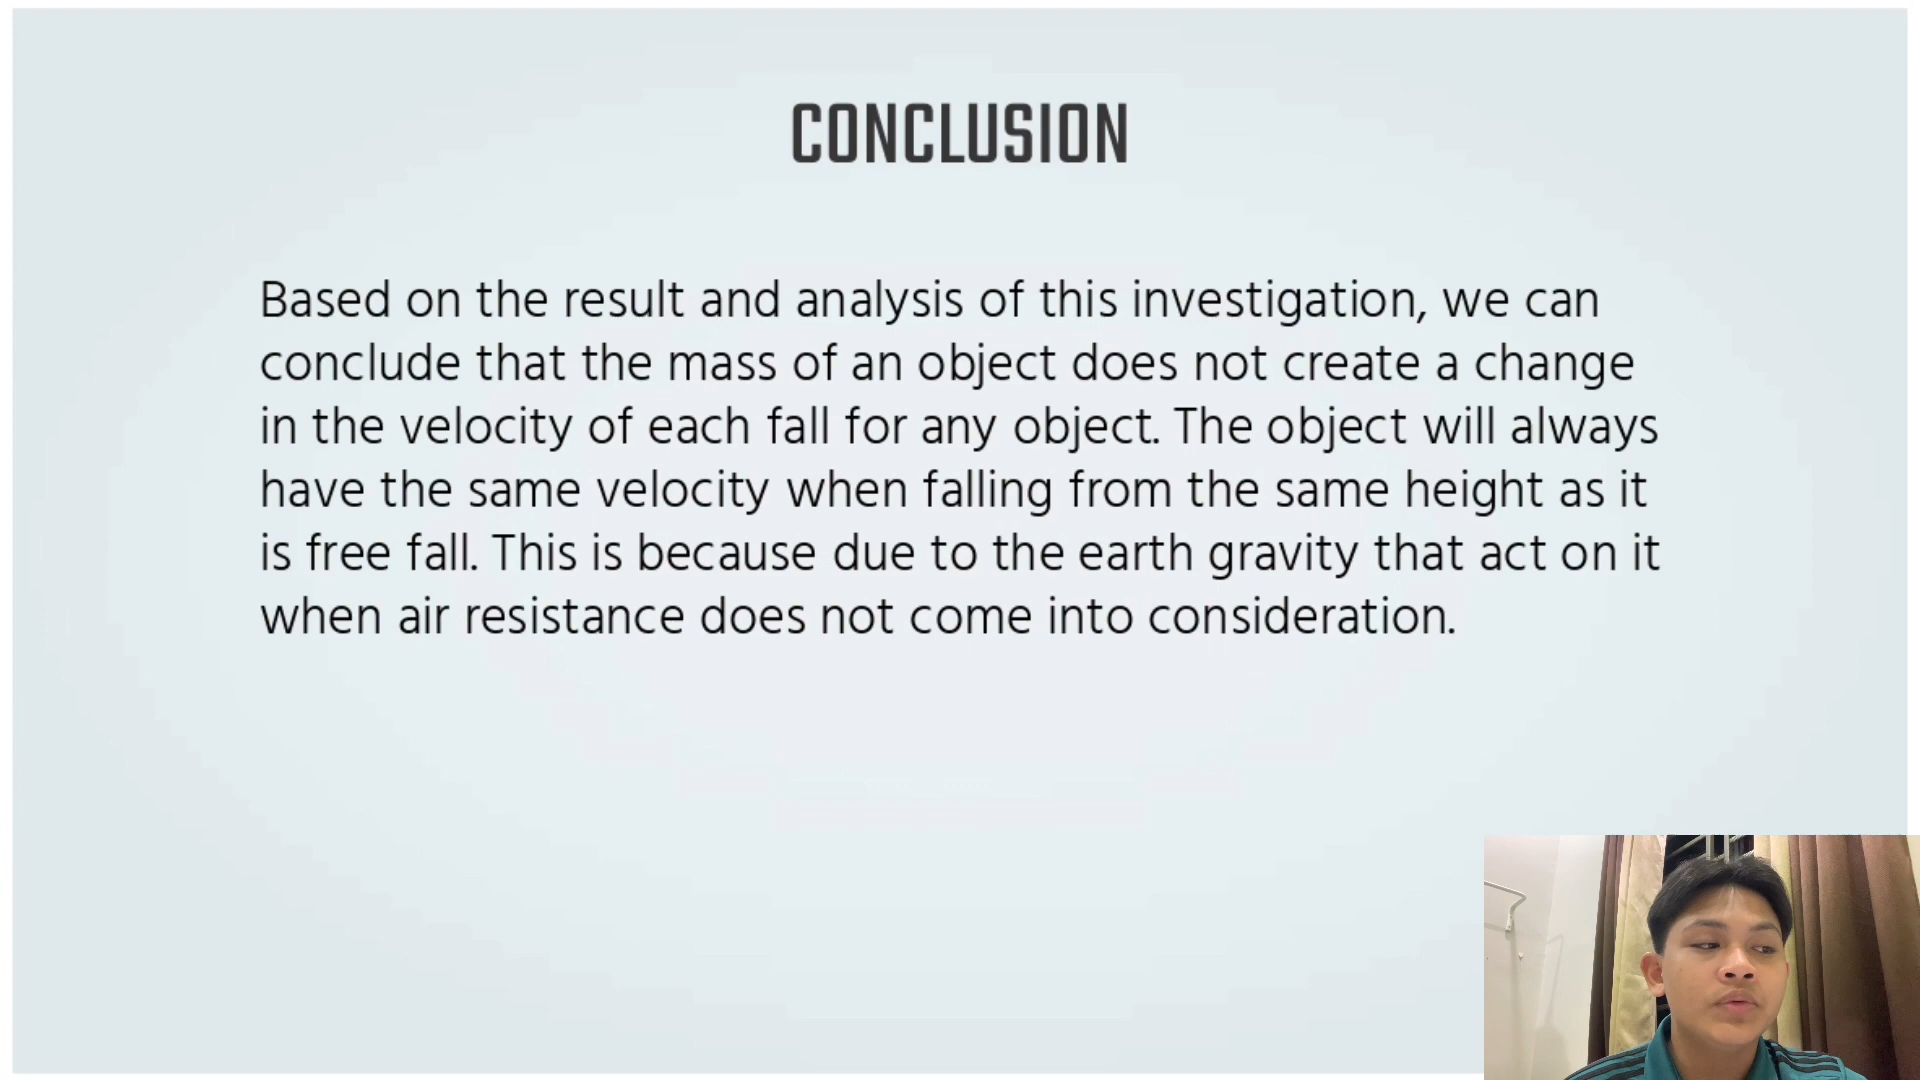 CONCLUSION
Based on the result and analysis of this investigation, we can
conclude that the mass of an object does not create a change
in the velocity of each fall for any object. The object will always
have the same velocity when falling from the same height as it
is free fall. This is because due to the earth gravity that act on it
when air resistance does not come into consideration.